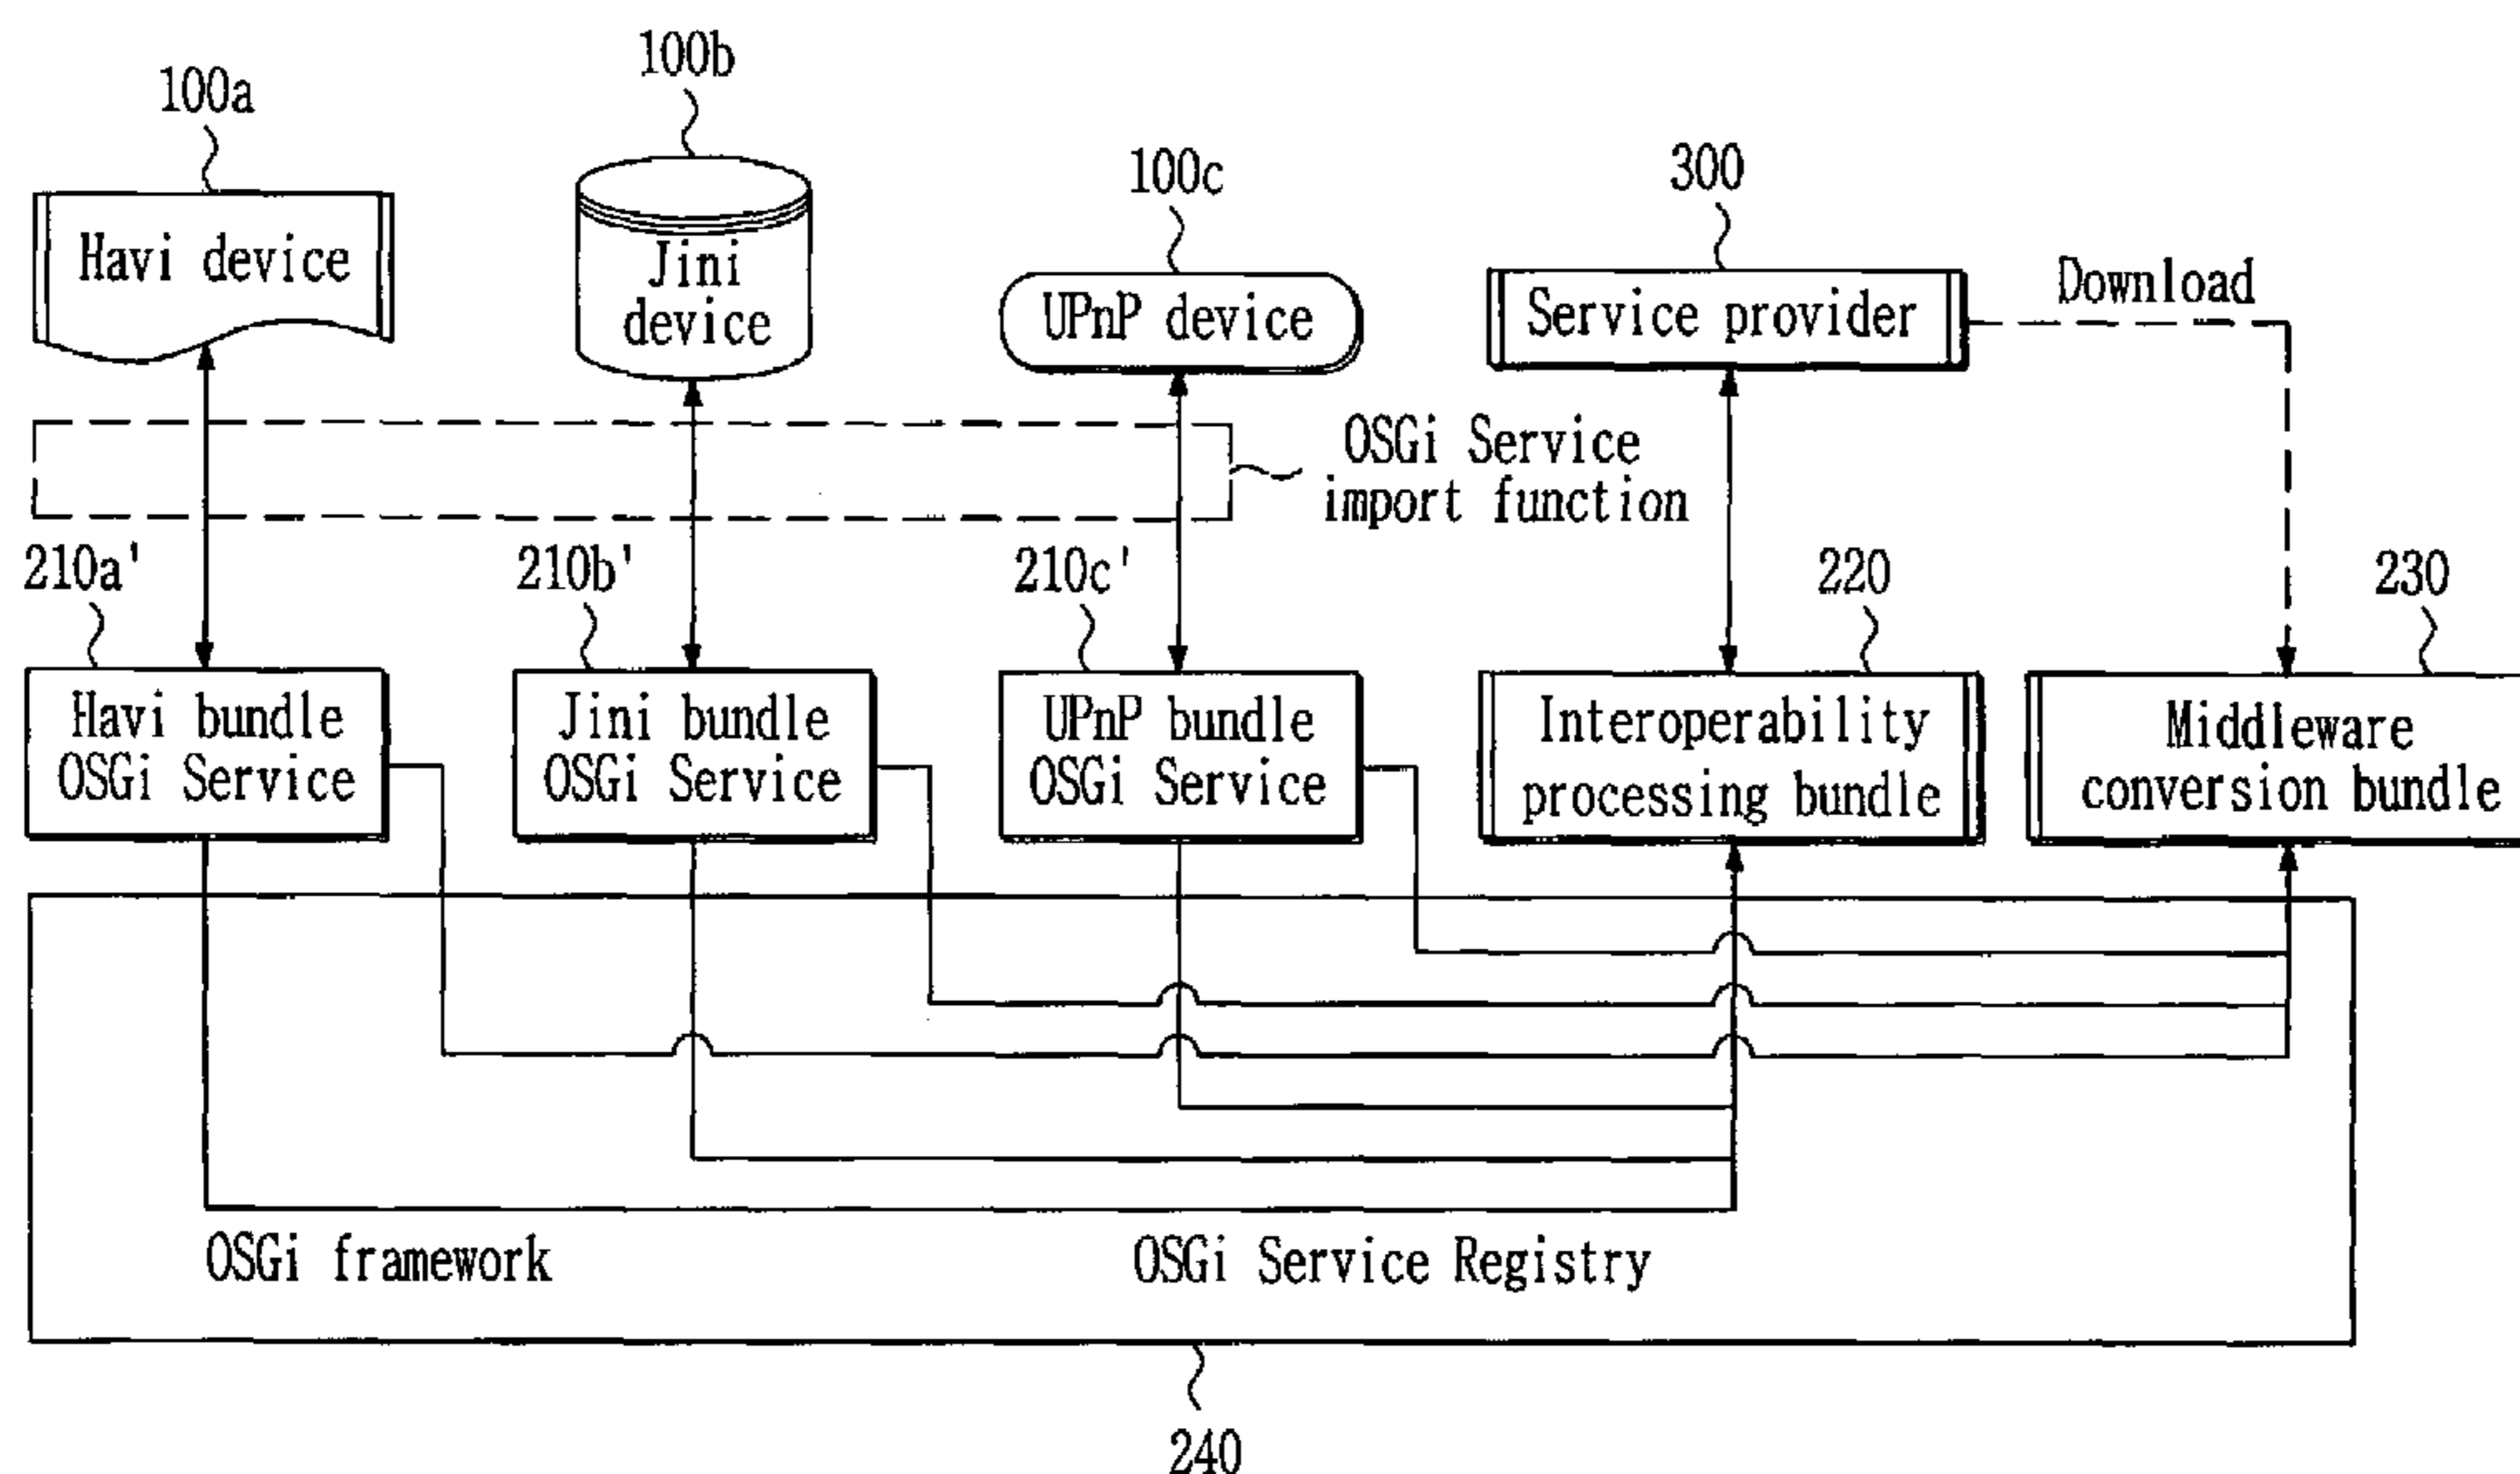 100a
100b
100c
300
Havi device
Jini
device
UPnP device
Service provider
Download
OSGi Service
import function
210a'
210b'
210c'
220
230
Havi bundle
OSGi Service
Jini bundle
OSGi Service
UPnP bundle
OSGi Service
Interoperability
processing bundle
Middleware
conversion bundle
OSGi framework
OSGi Service Registry
240